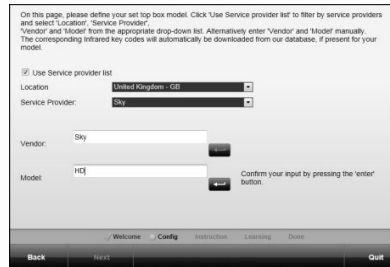 On this page, please define your set top box model. Click 'Use Service provider list' to filter by service providers
and select 'Location', 'Service Provider',
'Vendor' and 'Model' from the appropriate drop-down list. Alternatively enter 'Vendor' and 'Model' manually.
The corresponding Infrared key codes will automatically be downloaded from our database, if present for your
model.
Use Service provider list
Location
United Kingdom - GB
Service Provider:
Sky
Vendor:
Sky
Model:
HD
Confirm your input by pressing the 'enter'
button.
Welcome Config Instruction Learning Done
Back Next Quit